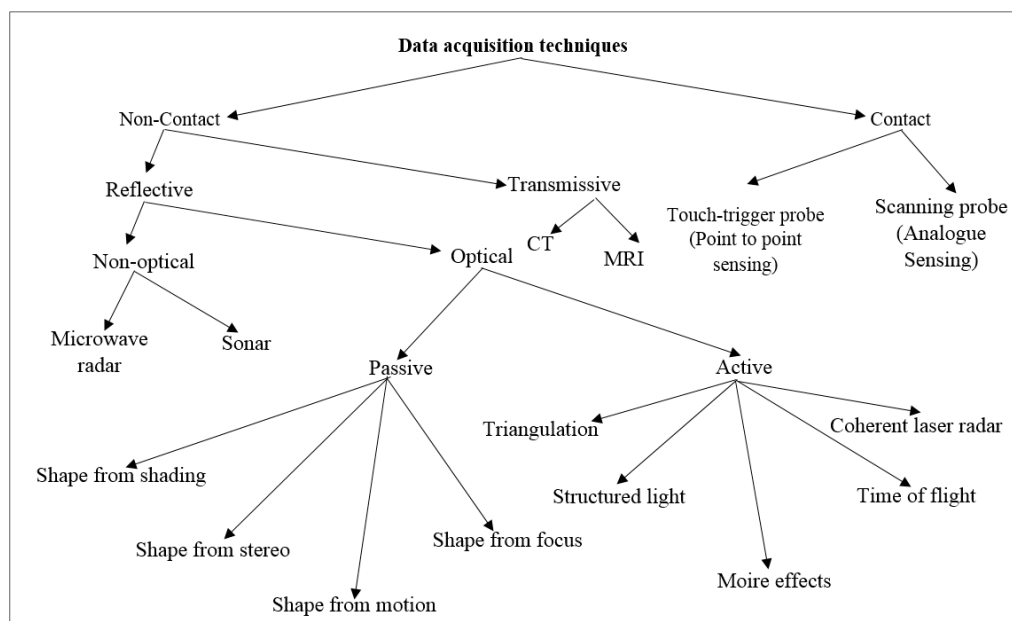 Data acquisition techniques
Non-Contact
Contact
Reflective
Transmissive
Touch-trigger probe
(Point to point
sensing)
Scanning probe
(Analogue
Sensing)
Non-optical
Optical
CT
MRI
Microwave
radar
Sonar
Passive
Active
Triangulation
Coherent laser radar
Shape from shading
Structured light
Time of flight
Shape from stereo
Shape from focus
Shape from motion
Moire effects